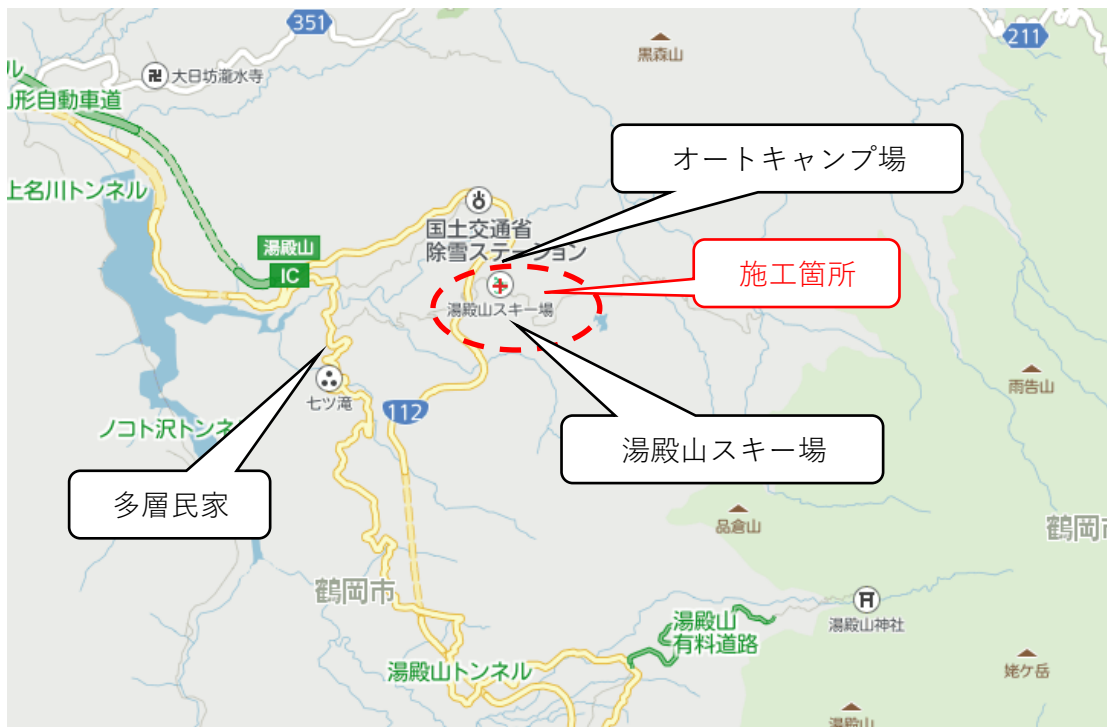 351
211
黒森山
大日坊瀧水寺
ル
山形自動車道
オートキャンプ場
上名川トンネル
国土交通省
除雪ステーション
湯殿山
IC
施工箇所
湯殿山スキー場
雨告山
七ツ滝
112
ノコト沢トンネ
湯殿山スキー場
多層民家
品倉山
鶴岡市
鶴岡市
湯殿山
有料道路
湯殿山神社
湯殿山トンネル
姥ケ岳
湯殿山